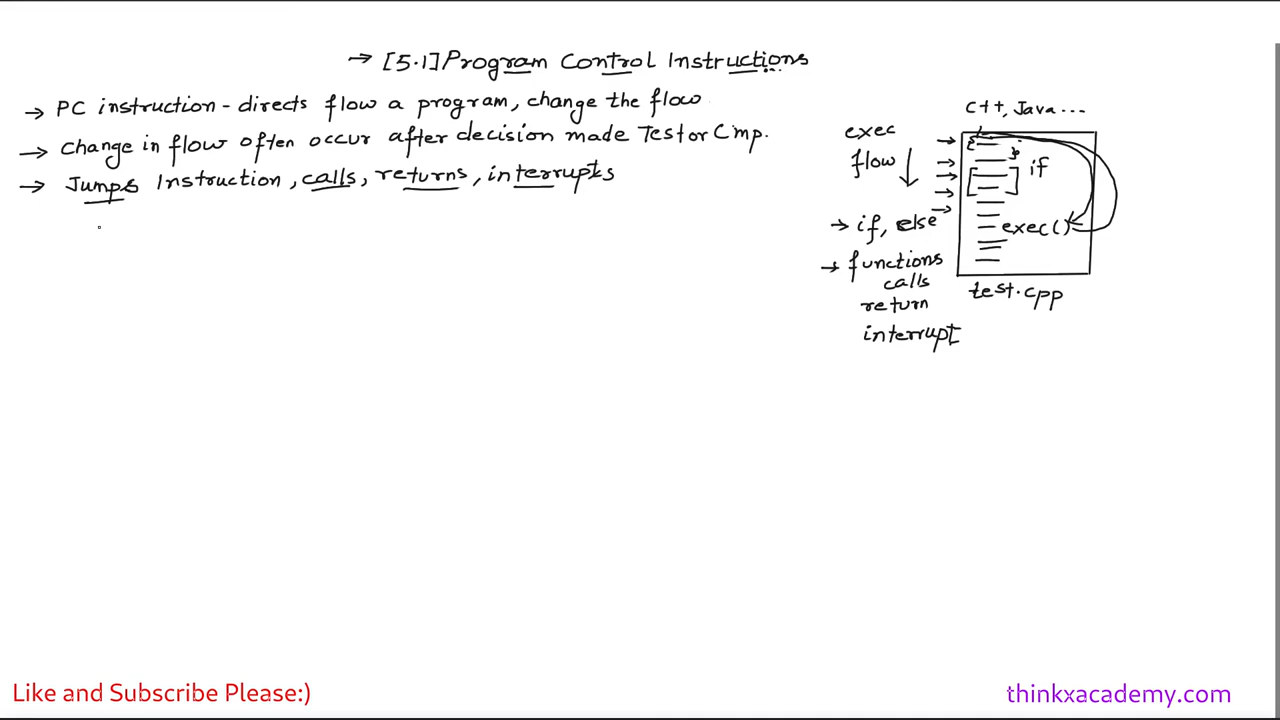 → [5.1] Program Control Instructions
→ PC instruction - directs flow a program, change the flow
→ Change in flow often occur after decision made Test or Cmp.
→ Jumps Instruction, calls, returns, interrupts
C++, Java ...
exec
flow
if
→ if, else
exec()
→ functions
calls
return
interrupt
test.cpp
Like and Subscribe Please:)
thinkxacademy.com